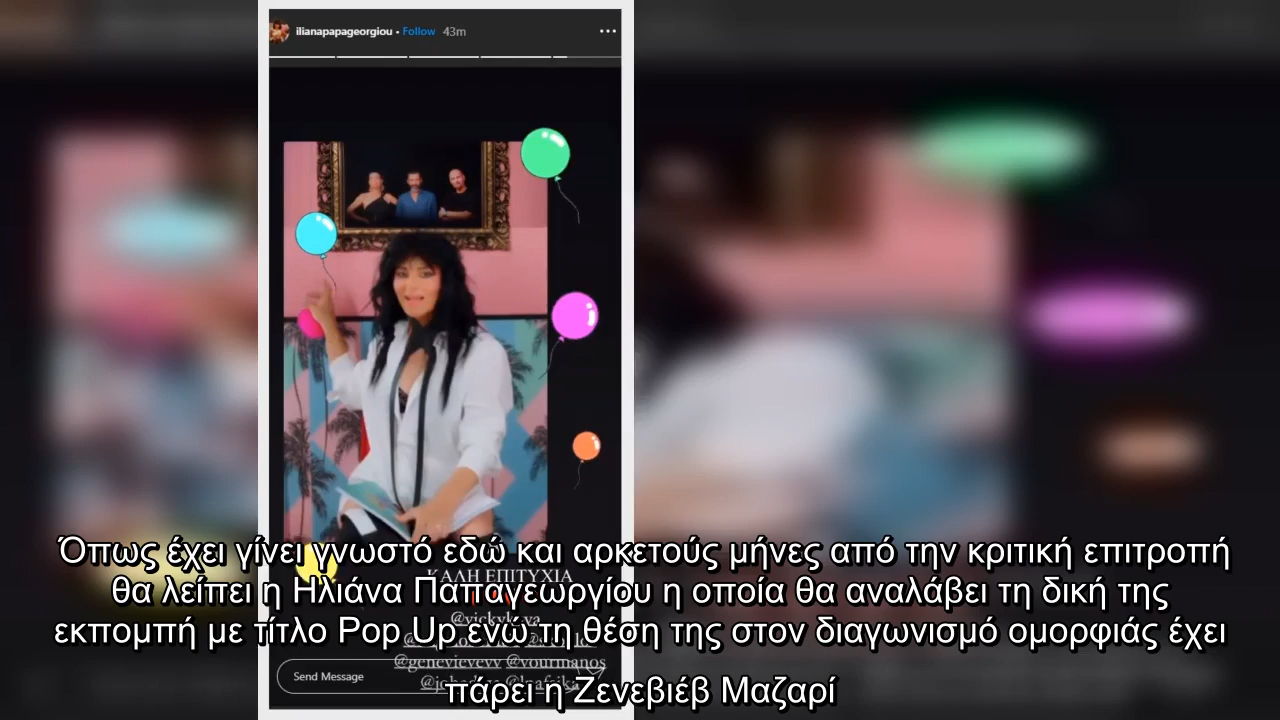 ilianapapageorgiou • Follow 43m
Όπως έχει γίνει γνωστό εδώ και αρκετούς μήνες από την κριτική επιτροπή
ΚΑΛΗ ΕΠΙΤΥΧΙΑ
θα λείπει η Ηλιάνα Παπαγεωργίου η οποία θα αναλάβει τη δική της
εκπομπή με τίτλο Pop Up ενώ τη θέση της στον διαγωνισμό ομορφιάς έχει
@genevievevv @vourmanos
Send Message
πάρει η Ζενεβιέβ Μαζαρί